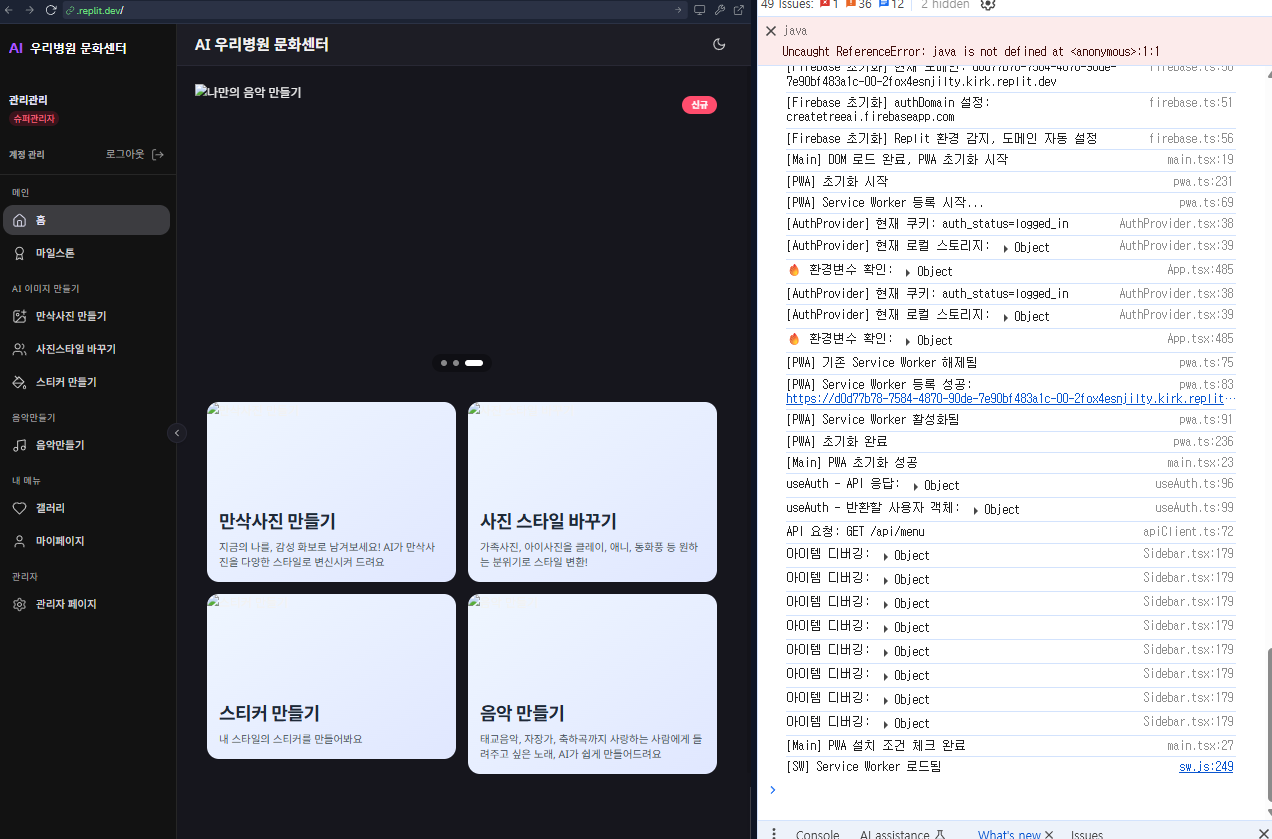 .replit.dev/
AI 우리병원 문화센터
관리관리
슈퍼관리자
계정 관리
로그아웃
메인
홈
마일스톤
AI 이미지 만들기
만삭사진 만들기
사진스타일 바꾸기
스티커 만들기
음악만들기
음악만들기
내 메뉴
갤러리
마이페이지
관리자
관리자 페이지
AI 우리병원 문화센터
나만의 음악 만들기
신규
만삭사진 만들기
지금의 나를, 감성 화보로 남겨보세요! AI가 만삭사
진을 다양한 스타일로 변신시켜 드려요
사진 스타일 바꾸기
가족사진, 아이사진을 클레이, 애니, 동화풍 등 원하
는 분위기로 스타일 변환!
스티커 만들기
내 스타일의 스티커를 만들어봐요
음악 만들기
태교음악, 자장가, 축하곡까지 사랑하는 사람에게 들
려주고 싶은 노래, AI가 쉽게 만들어드려요
49 Issues: 1 36 12 2 hidden
java
Uncaught ReferenceError: java is not defined at <anonymous>:1:1
[Firebase 초기화] 현재 도메인: d0d77b78-7584-4870-90de- firebase.ts:50
7e90bf483a1c-00-2fox4esnjilty.kirk.replit.dev
[Firebase 초기화] authDomain 설정: firebase.ts:51
createtreeai.firebaseapp.com
[Firebase 초기화] Replit 환경 감지, 도메인 자동 설정 firebase.ts:56
[Main] DOM 로드 완료, PWA 초기화 시작 main.tsx:19
[PWA] 초기화 시작 pwa.ts:231
[PWA] Service Worker 등록 시작... pwa.ts:69
[AuthProvider] 현재 쿠키: auth_status=logged_in AuthProvider.tsx:38
[AuthProvider] 현재 로컬 스토리지: ▶ Object AuthProvider.tsx:39
🔥 환경변수 확인: ▶ Object App.tsx:485
[AuthProvider] 현재 쿠키: auth_status=logged_in AuthProvider.tsx:38
[AuthProvider] 현재 로컬 스토리지: ▶ Object AuthProvider.tsx:39
🔥 환경변수 확인: ▶ Object App.tsx:485
[PWA] 기존 Service Worker 해제됨 pwa.ts:75
[PWA] Service Worker 등록 성공: pwa.ts:83
https://d0d77b78-7584-4870-90de-7e90bf483a1c-00-2fox4esnjilty.kirk.replit…
[PWA] Service Worker 활성화됨 pwa.ts:91
[PWA] 초기화 완료 pwa.ts:236
[Main] PWA 초기화 성공 main.tsx:23
useAuth - API 응답: ▶ Object useAuth.ts:96
useAuth - 반환할 사용자 객체: ▶ Object useAuth.ts:99
API 요청: GET /api/menu apiClient.ts:72
아이템 디버깅: ▶ Object Sidebar.tsx:179
아이템 디버깅: ▶ Object Sidebar.tsx:179
아이템 디버깅: ▶ Object Sidebar.tsx:179
아이템 디버깅: ▶ Object Sidebar.tsx:179
아이템 디버깅: ▶ Object Sidebar.tsx:179
아이템 디버깅: ▶ Object Sidebar.tsx:179
아이템 디버깅: ▶ Object Sidebar.tsx:179
아이템 디버깅: ▶ Object Sidebar.tsx:179
[Main] PWA 설치 조건 체크 완료 main.tsx:27
[SW] Service Worker 로드됨 sw.js:249
Console AI assistance What's new Issues